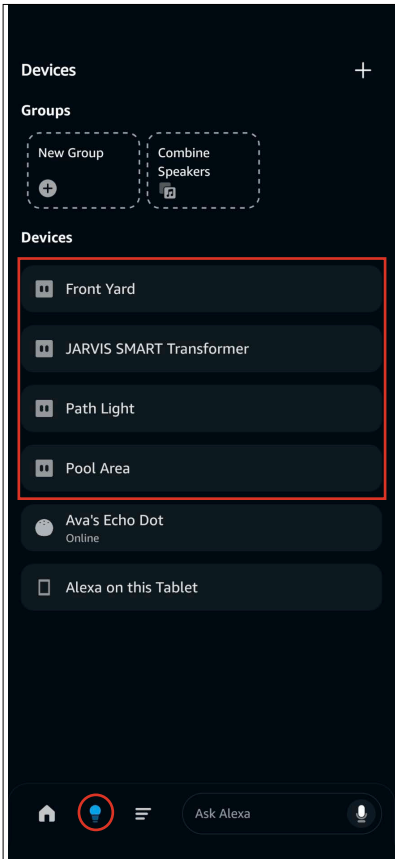 Devices
Groups
New Group
Combine
Speakers
Devices
Front Yard
JARVIS SMART Transformer
Path Light
Pool Area
Ava's Echo Dot
Online
Alexa on this Tablet
Ask Alexa